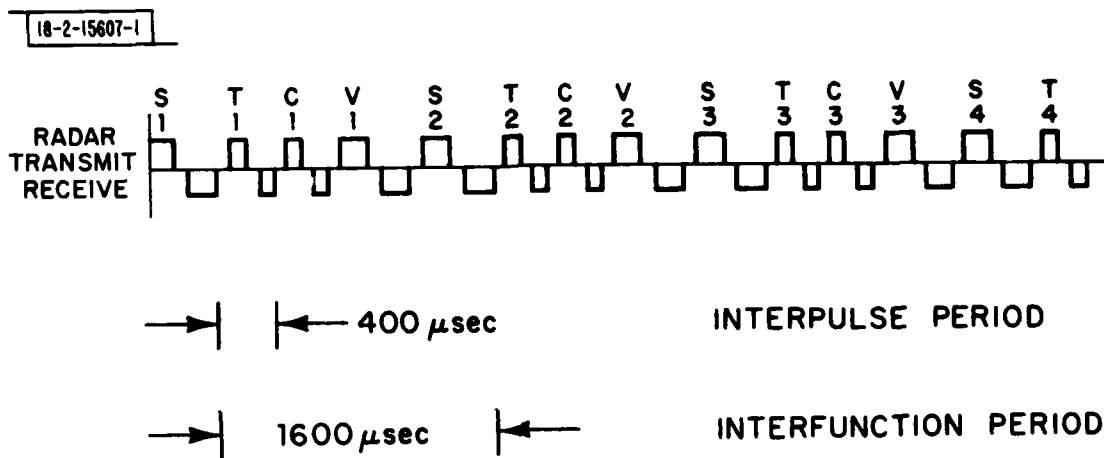 18-2-15607-1
S T C V S T C V S T C V S T
1 1 1 1 2 2 2 2 3 3 3 3 4 4
RADAR
TRANSMIT
RECEIVE
400 μsec INTERPULSE PERIOD
1600 μsec INTERFUNCTION PERIOD